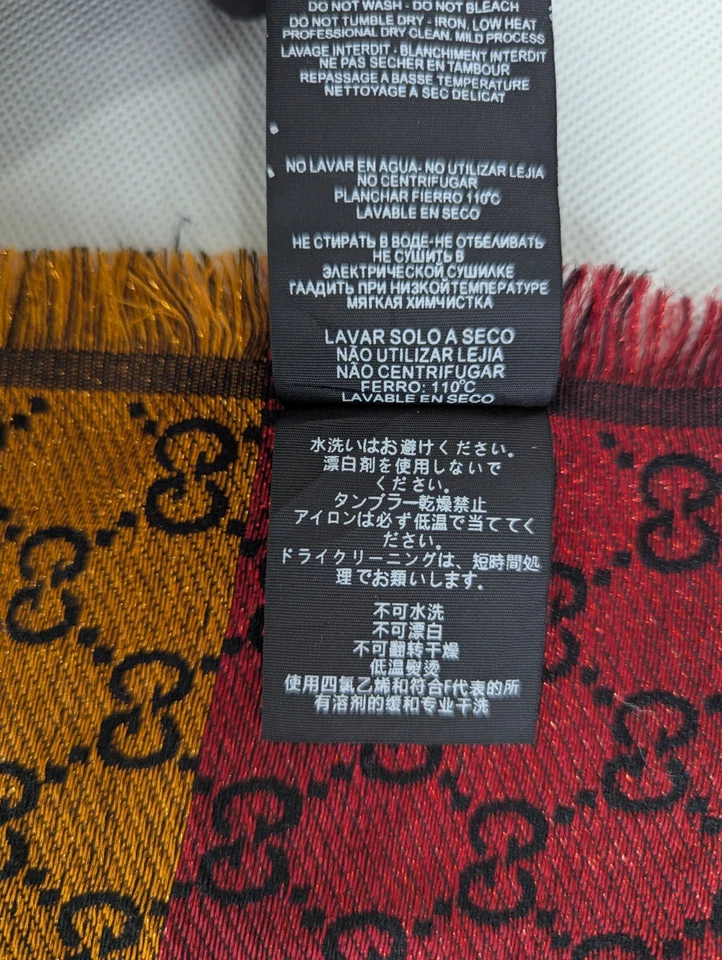 DO NOT WASH - DO NOT BLEACH
DO NOT TUMBLE DRY - IRON, LOW HEAT
PROFESSIONAL DRY CLEAN, MILD PROCESS
LAVAGE INTERDIT - BLANCHIMENT INTERDIT
NE PAS SECHER EN TAMBOUR
REPASSAGE A BASSE TEMPERATURE
NETTOYAGE A SEC DELICAT
NO LAVAR EN AGUA- NO UTILIZAR LEJIA
NO CENTRIFUGAR
PLANCHAR FIERRO 110°C
LAVABLE EN SECO
НЕ СТИРАТЬ В ВОДЕ-НЕ ОТБЕЛИВАТЬ
НЕ СУШИТЬ В
ЭЛЕКТРИЧЕСКОЙ СУШИЛКЕ
ГААДИТЬ ПРИ НИЗКОЙТЕМПЕРАТУРЕ
МЯГКАЯ ХИМЧИСТКА
LAVAR SOLO A SECO
NÃO UTILIZAR LEJIA
NÃO CENTRIFUGAR
FERRO: 110°C
LAVABLE EN SECO
水洗いはお避けください。
漂白剤を使用しないで
ください。
タンブラー乾燥禁止
アイロンは必ず低温で当ててく
ださい。
ドライクリーニングは、短時間処
理でお願いします。
不可水洗
不可漂白
不可翻转干燥
低温熨烫
使用四氯乙烯和符合F代表的所
有溶剂的缓和专业干洗